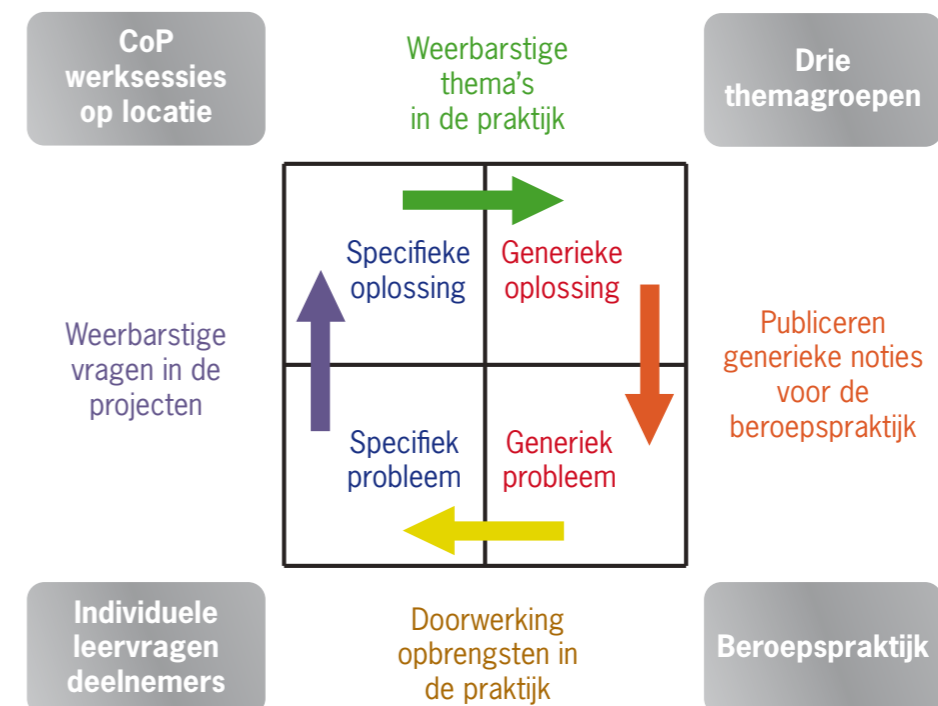 CoP
werksessies
op locatie
Weerbarstige
thema's
in de praktijk
Drie
themagroepen
Specifieke
oplossing
Generieke
oplossing
Weerbarstige
vragen in de
projecten
Publiceren
generieke noties
voor de
beroepspraktijk
Specifiek
probleem
Generiek
probleem
Individuele
leervragen
deelnemers
Doorwerking
opbrengsten in
de praktijk
Beroepspraktijk